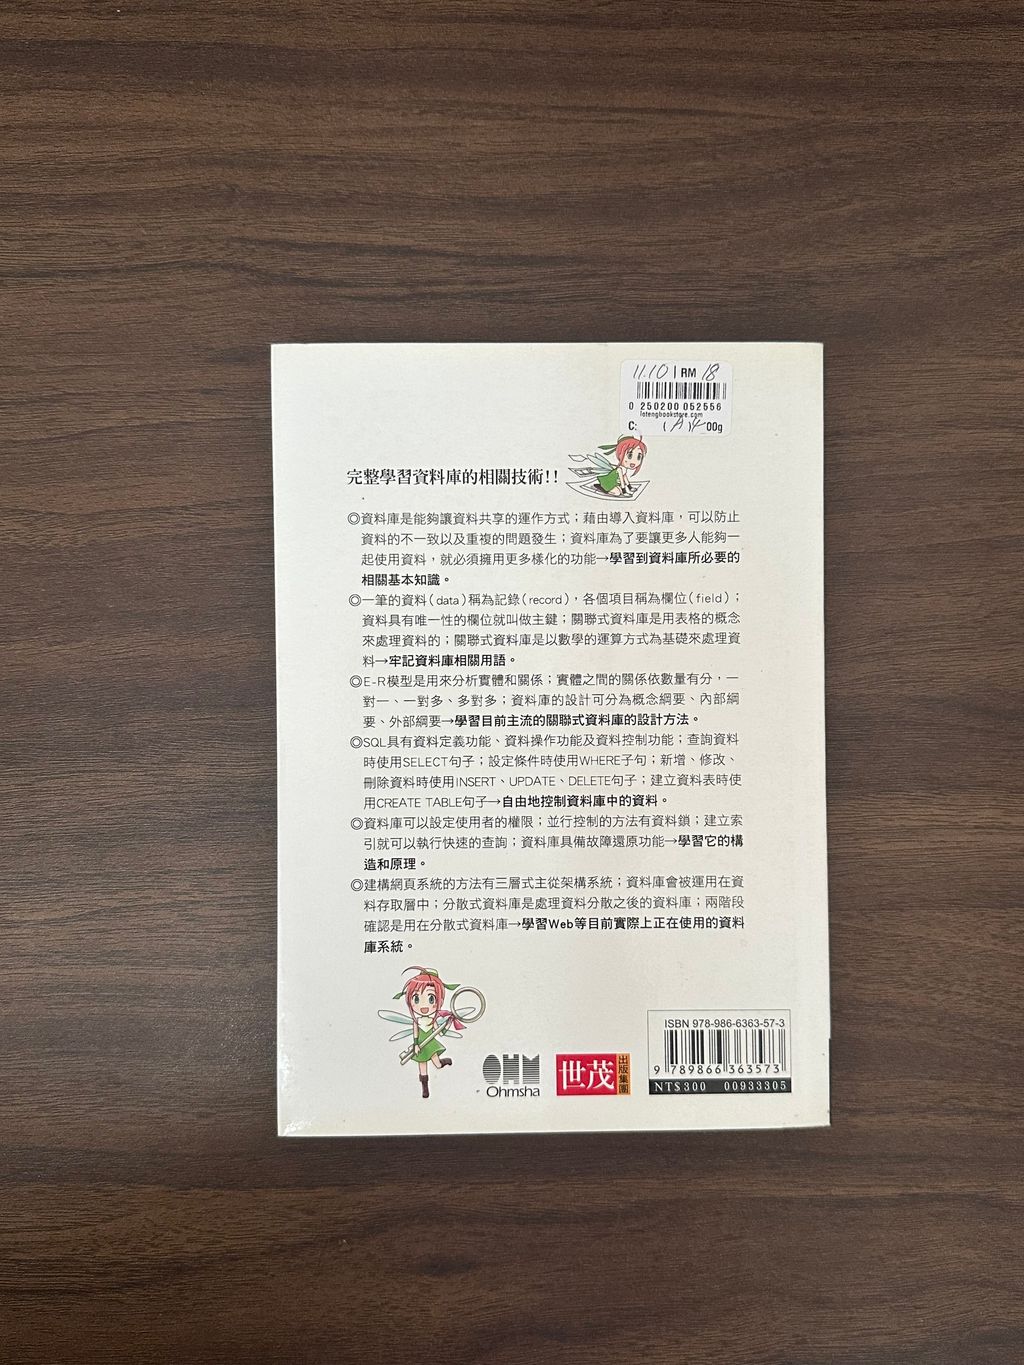 11.10 | RM 18
0 250200 052556
lotengbookstore.com
C: (A)4 00g
完整學習資料庫的相關技術!!
◎資料庫是能夠讓資料共享的運作方式；藉由導入資料庫，可以防止
資料的不一致以及重複的問題發生；資料庫為了要讓更多人能夠一
起使用資料，就必須擁用更多樣化的功能→學習到資料庫所必要的
相關基本知識。
◎一筆的資料(data)稱為記錄(record)，各個項目稱為欄位(field)；
資料具有唯一性的欄位就叫做主鍵；關聯式資料庫是用表格的概念
來處理資料的；關聯式資料庫是以數學的運算方式為基礎來處理資
料→牢記資料庫相關用語。
◎E-R模型是用來分析實體和關係；實體之間的關係依數量有分，一
對一、一對多、多對多；資料庫的設計可分為概念綱要、內部綱
要、外部綱要→學習目前主流的關聯式資料庫的設計方法。
◎SQL具有資料定義功能、資料操作功能及資料控制功能；查詢資料
時使用SELECT句子；設定條件時使用WHERE子句；新增、修改、
刪除資料時使用INSERT、UPDATE、DELETE句子；建立資料表時使
用CREATE TABLE句子→自由地控制資料庫中的資料。
◎資料庫可以設定使用者的權限；並行控制的方法有資料鎖；建立索
引就可以執行快速的查詢；資料庫具備故障還原功能→學習它的構
造和原理。
◎建構網頁系統的方法有三層式主從架構系統；資料庫會被運用在資
料存取層中；分散式資料庫是處理資料分散之後的資料庫；兩階段
確認是用在分散式資料庫→學習Web等目前實際上正在使用的資料
庫系統。
OHM
Ohmsha
世茂
出版集團
ISBN 978-986-6363-57-3
9 789866 363573
NT$300 00933305